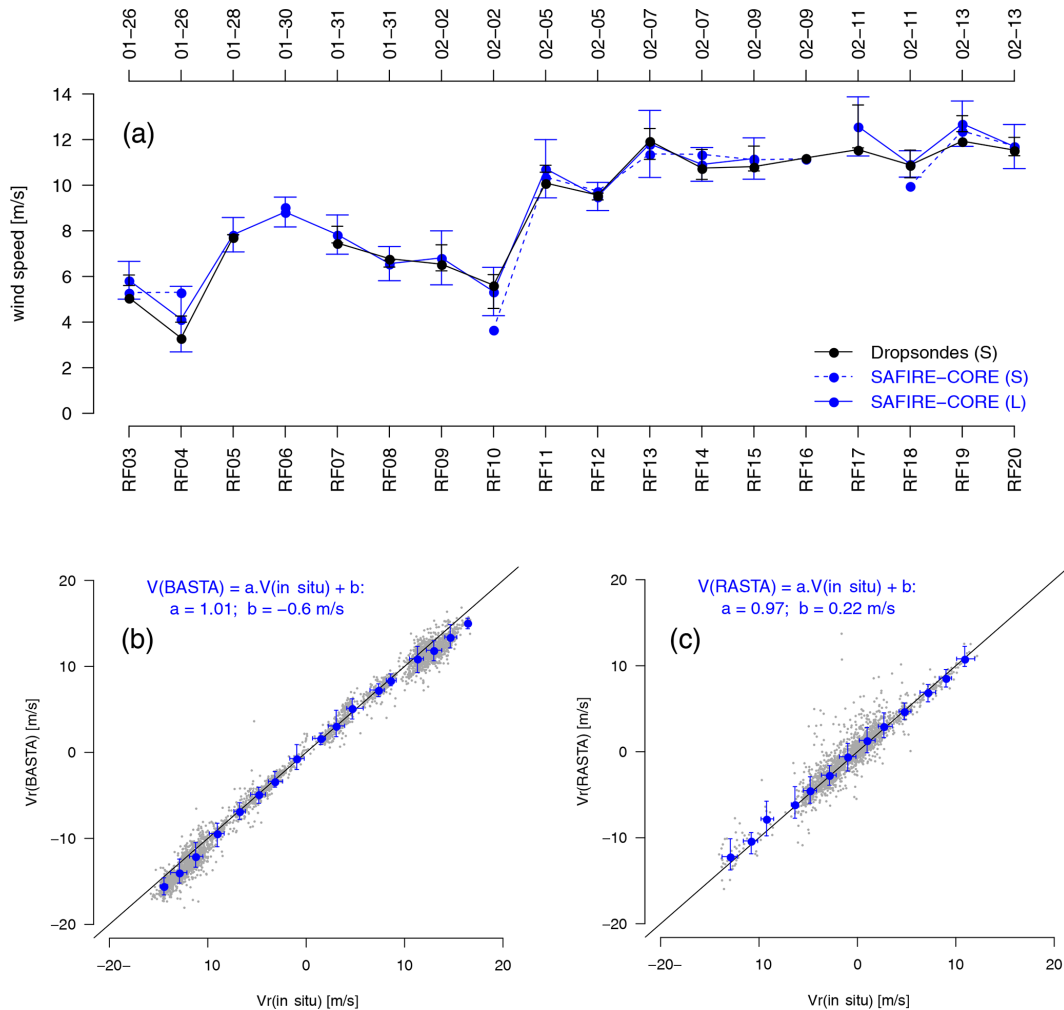 01−26 01−26 01−28 01−30 01−31 01−31 02−02 02−02 02−05 02−05 02−07 02−07 02−09 02−09 02−11 02−11 02−13 02−13
14
(a)
12
10
8
6
4
2
0
wind speed [m/s]
Dropsondes (S)
SAFIRE−CORE (S)
SAFIRE−CORE (L)
RF03 RF04 RF05 RF06 RF07 RF08 RF09 RF10 RF11 RF12 RF13 RF14 RF15 RF16 RF17 RF18 RF19 RF20
V(BASTA) = a.V(in situ) + b:
a = 1.01; b = −0.6 m/s
(b)
20
10
0
−10
−20
Vr(BASTA) [m/s]
−20− 10 0 10 20
Vr(in situ) [m/s]
V(RASTA) = a.V(in situ) + b:
a = 0.97; b = 0.22 m/s
(c)
20
10
0
−10
−20
Vr(RASTA) [m/s]
−20− 10 0 10 20
Vr(in situ) [m/s]